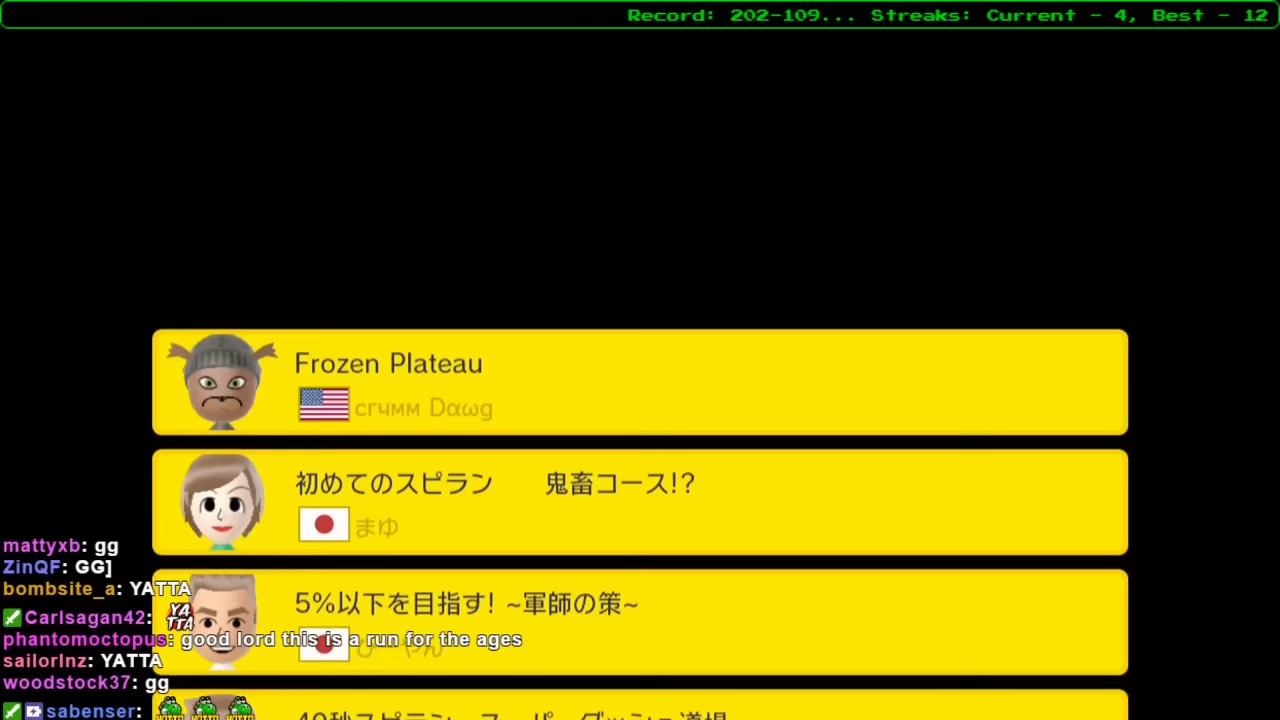 Record: 202-109... Streaks: Current - 4, Best - 12
Frozen Plateau
сгчмм Dαωg
初めてのスピラン　　鬼畜コース!?
まゆ
5%以下を目指す! ~軍師の策~
mattyxb: gg
ZinQF: GG]
bombsite_a: YATTA
Carlsagan42: YATTA
phantomoctopus: good lord this is a run for the ages
sailorlnz: YATTA
woodstock37: gg
sabenser: